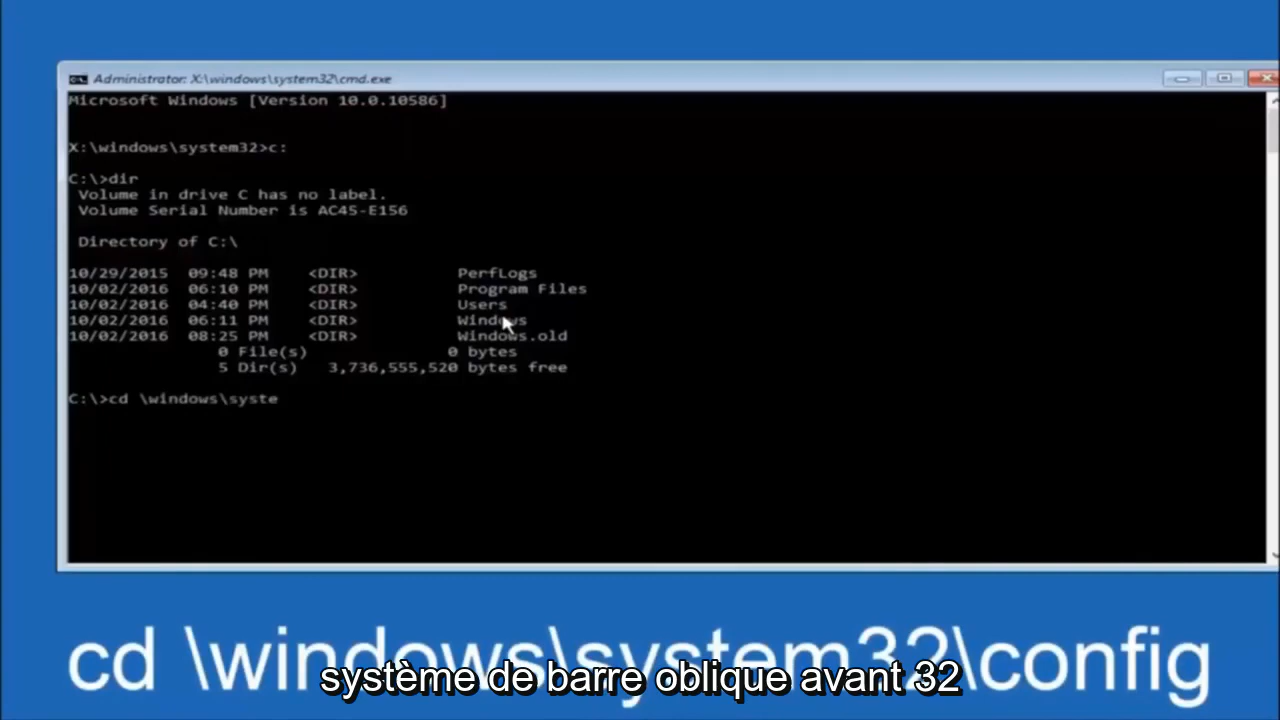 Administrator: X:\windows\system32\cmd.exe
Microsoft Windows [Version 10.0.10586]
X:\windows\system32>c:
C:\>dir
Volume in drive C has no label.
Volume Serial Number is AC45-E156
Directory of C:\
10/29/2015 09:48 PM <DIR> PerfLogs
10/02/2016 06:10 PM <DIR> Program Files
10/02/2016 04:40 PM <DIR> Users
10/02/2016 06:11 PM <DIR> Windows
10/02/2016 08:25 PM <DIR> Windows.old
0 File(s) 0 bytes
5 Dir(s) 3,736,555,520 bytes free
C:\>cd \windows\syste
cd \windows\system32\config
système de barre oblique avant 32